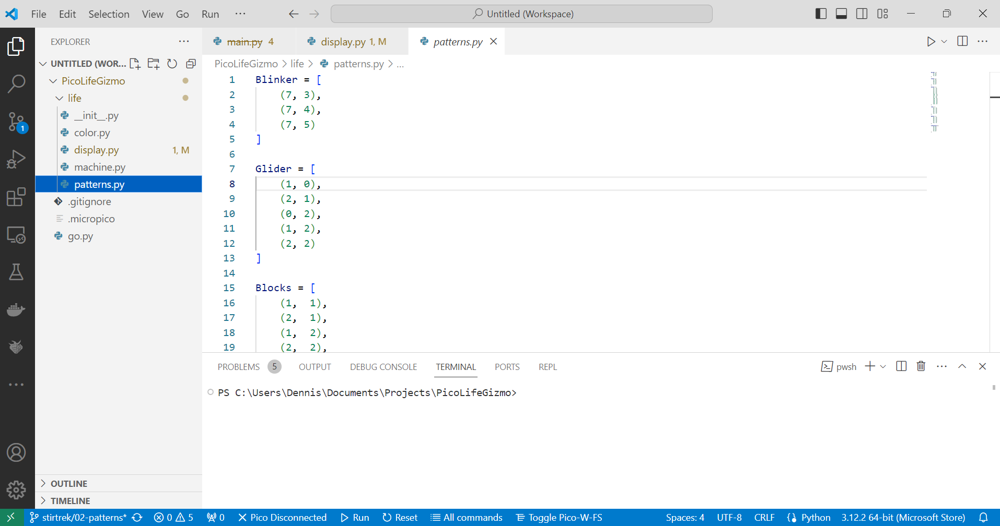 File Edit Selection View Go Run ··· Untitled (Workspace)
EXPLORER ···
UNTITLED (WOR...
PicoLifeGizmo
life
__init__.py
color.py
display.py 1, M
machine.py
patterns.py
.gitignore
.micropico
go.py
OUTLINE
TIMELINE
1
main.py 4 display.py 1, M patterns.py
PicoLifeGizmo > life > patterns.py > ...
1 Blinker = [
2 (7, 3),
3 (7, 4),
4 (7, 5)
5 ]
6
7 Glider = [
8 (1, 0),
9 (2, 1),
10 (0, 2),
11 (1, 2),
12 (2, 2)
13 ]
14
15 Blocks = [
16 (1,  1),
17 (2,  1),
18 (1,  2),
19 (2,  2),
PROBLEMS 5 OUTPUT DEBUG CONSOLE TERMINAL PORTS REPL pwsh
PS C:\Users\Dennis\Documents\Projects\PicoLifeGizmo>
stirtrek/02-patterns* 0 5 0 Pico Disconnected Run Reset All commands Toggle Pico-W-FS Spaces: 4 UTF-8 CRLF Python 3.12.2 64-bit (Microsoft Store)